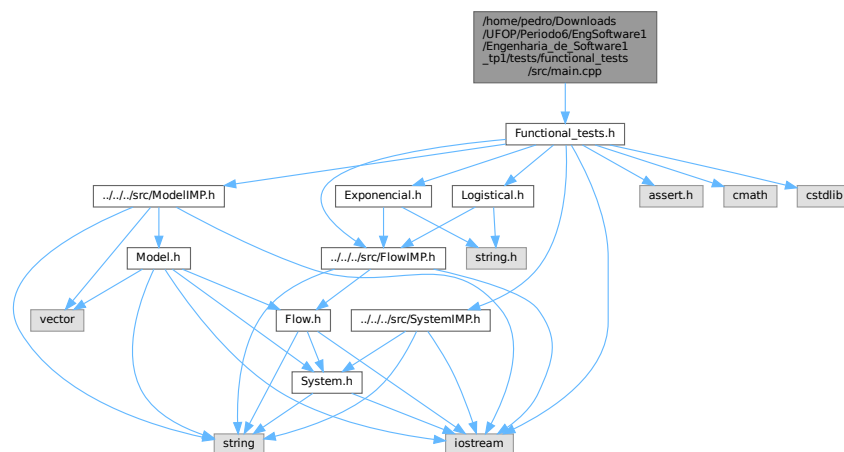 /home/pedro/Downloads
/UFOP/Periodo6/EngSoftware1
/Engenharia_de_Software1
_tp1/tests/functional_tests
/src/main.cpp
Functional_tests.h
../../../src/ModelIMP.h
Exponencial.h
Logistical.h
assert.h
cmath
cstdlib
Model.h
../../../src/FlowIMP.h
string.h
vector
Flow.h
../../../src/SystemIMP.h
System.h
string
iostream